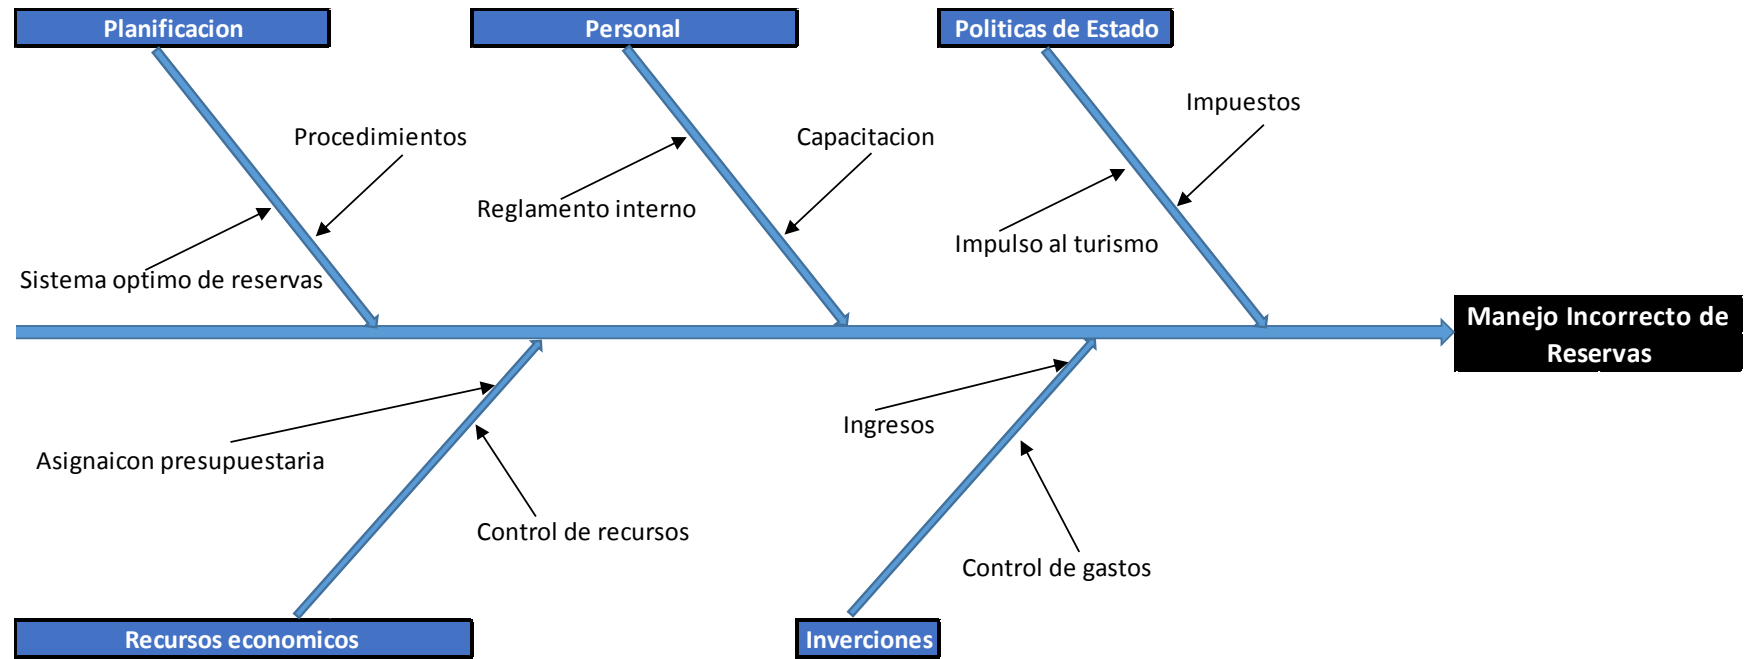 Planificacion
Personal
Politicas de Estado
Impuestos
Procedimientos
Capacitacion
Reglamento interno
Impulso al turismo
Sistema optimo de reservas
Manejo Incorrecto de
Reservas
Ingresos
Asignaicon presupuestaria
Control de recursos
Control de gastos
Recursos economicos
Inverciones